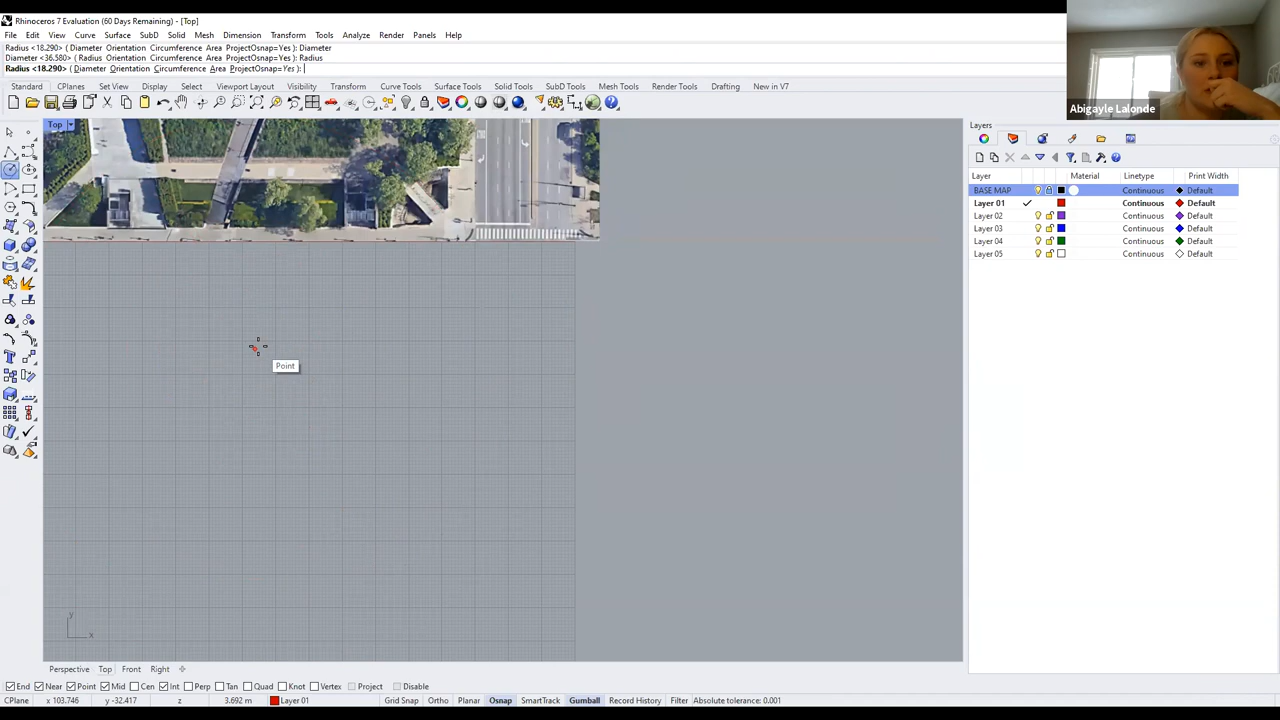 Rhinoceros 7 Evaluation (60 Days Remaining) - [Top]
File Edit View Curve Surface SubD Solid Mesh Dimension Transform Tools Analyze Render Panels Help
Radius <18.290> ( Diameter Orientation Circumference Area ProjectOsnap=Yes ): Diameter
Diameter <36.580> ( Radius Orientation Circumference Area ProjectOsnap=Yes ): Radius
Radius <18.290> ( Diameter Orientation Circumference Area ProjectOsnap=Yes ):
Standard CPlanes Set View Display Select Viewport Layout Visibility Transform Curve Tools Surface Tools Solid Tools SubD Tools Mesh Tools Render Tools Drafting New in V7
Abigayle Lalonde
Top
Layers
Layer Material Linetype Print Width
BASE MAP Continuous Default
Layer 01 Continuous Default
Layer 02 Continuous Default
Layer 03 Continuous Default
Layer 04 Continuous Default
Layer 05 Continuous Default
Point
y
x
Perspective Top Front Right
End Near Point Mid Cen Int Perp Tan Quad Knot Vertex Project Disable
CPlane x 103.746 y -32.417 z 3.692 m Layer 01 Grid Snap Ortho Planar Osnap SmartTrack Gumball Record History Filter Absolute tolerance: 0.001